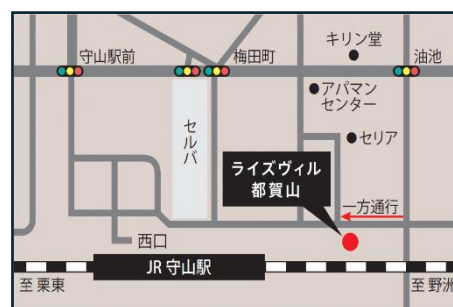 守山駅前
梅田町
キリン堂
油池
アパマン
センター
セルバ
セリア
ライズヴィル
都賀山
一方通行
西口
JR 守山駅
至 栗東
至 野洲